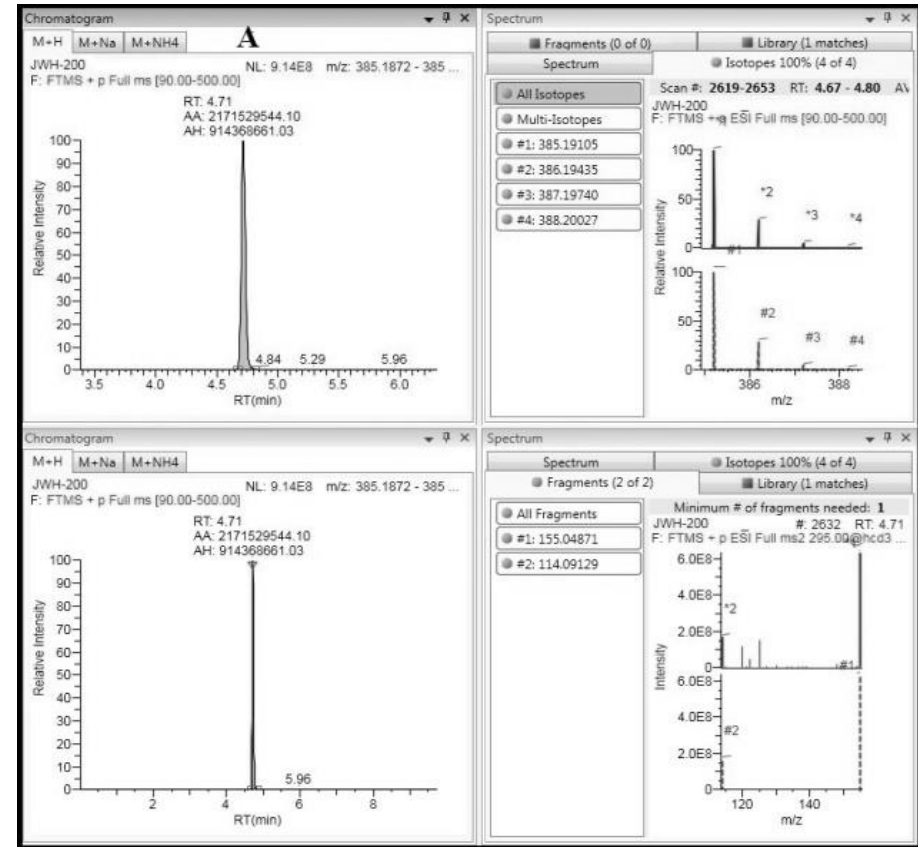 Chromatogram
M+H M+Na M+NH4
A
JWH-200 NL: 9.14E8 m/z: 385.1872 - 385 ...
F: FTMS + p Full ms [90.00-500.00]
RT: 4.71
AA: 2171529544.10
AH: 914368661.03
100
90
80
70
60
50
40
30
20
10
0
Relative Intensity
4.84 5.29 5.96
3.5 4.0 4.5 5.0 5.5 6.0
RT(min)
Spectrum
Fragments (0 of 0) Library (1 matches)
Spectrum Isotopes 100% (4 of 4)
All Isotopes
Multi-Isotopes
#1: 385.19105
#2: 386.19435
#3: 387.19740
#4: 388.20027
Scan #: 2619-2653 RT: 4.67 - 4.80 AV
JWH-200
F: FTMS + p ESI Full ms [90.00-500.00]
100
50
0
*2 *3 *4
#1
100
50
0
#2 #3 #4
Relative Intensity
386 388
m/z
Chromatogram
M+H M+Na M+NH4
JWH-200 NL: 9.14E8 m/z: 385.1872 - 385 ...
F: FTMS + p Full ms [90.00-500.00]
RT: 4.71
AA: 2171529544.10
AH: 914368661.03
100
90
80
70
60
50
40
30
20
10
0
Relative Intensity
5.96
2 4 6 8
RT(min)
Spectrum
Spectrum Isotopes 100% (4 of 4)
Fragments (2 of 2) Library (1 matches)
All Fragments
#1: 155.04871
#2: 114.09129
Minimum # of fragments needed: 1
JWH-200 #: 2632 RT: 4.71
F: FTMS + p ESI Full ms2 295.00@hcd3 ...
6.0E8
4.0E8
2.0E8
0
*2
#1
6.0E8
4.0E8
2.0E8
0
#2
Intensity
120 140
m/z